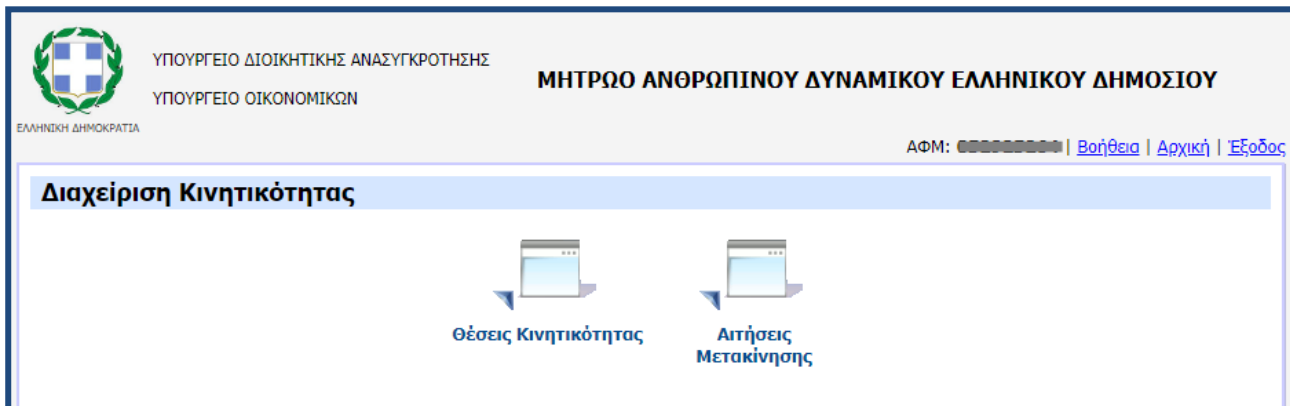 ΥΠΟΥΡΓΕΙΟ ΔΙΟΙΚΗΤΙΚΗΣ ΑΝΑΣΥΓΚΡΟΤΗΣΗΣ
ΥΠΟΥΡΓΕΙΟ ΟΙΚΟΝΟΜΙΚΩΝ
ΕΛΛΗΝΙΚΗ ΔΗΜΟΚΡΑΤΙΑ
ΜΗΤΡΩΟ ΑΝΘΡΩΠΙΝΟΥ ΔΥΝΑΜΙΚΟΥ ΕΛΛΗΝΙΚΟΥ ΔΗΜΟΣΙΟΥ
ΑΦΜ: | Βοήθεια | Αρχική | Έξοδος
Διαχείριση Κινητικότητας
Θέσεις Κινητικότητας
Αιτήσεις
Μετακίνησης